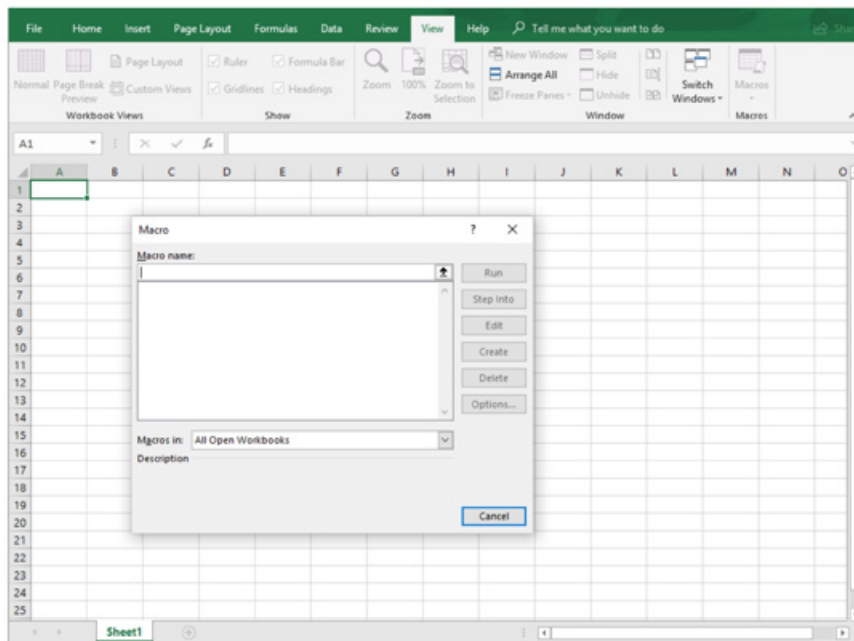 File Home Insert Page Layout Formulas Data Review View Help Tell me what you want to do Shar
Normal Page Break Preview
Page Layout
Custom Views
Workbook Views
Ruler Formula Bar
Gridlines Headings
Show
Zoom 100% Zoom to Selection
Zoom
New Window
Arrange All
Freeze Panes
Split
Hide
Unhide
Switch Windows
Window
Macros
Macros
A1 fx
A B C D E F G H I J K L M N O
1
2
3
4
5
6
7
8
9
10
11
12
13
14
15
16
17
18
19
20
21
22
23
24
25
Macro ?
Macro name:
Run
Step Into
Edit
Create
Delete
Options...
Macros in: All Open Workbooks
Description
Cancel
Sheet1